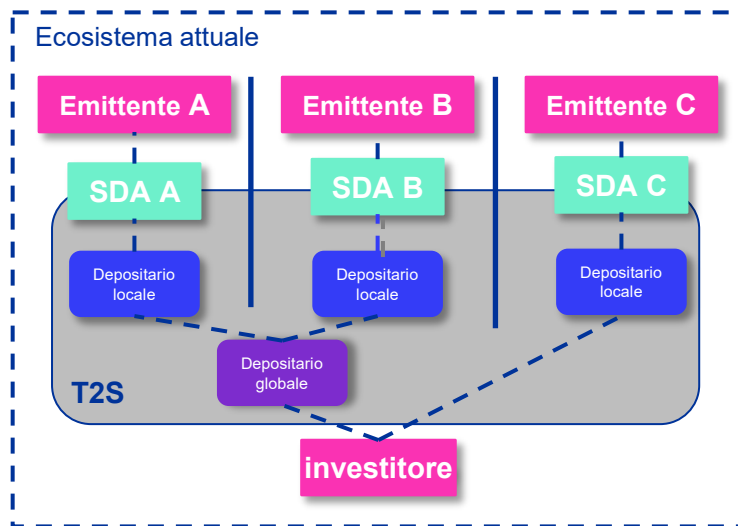 Ecosistema attuale
Emittente A
Emittente B
Emittente C
SDA A
SDA B
SDA C
Depositario
locale
Depositario
locale
Depositario
locale
Depositario
globale
T2S
investitore